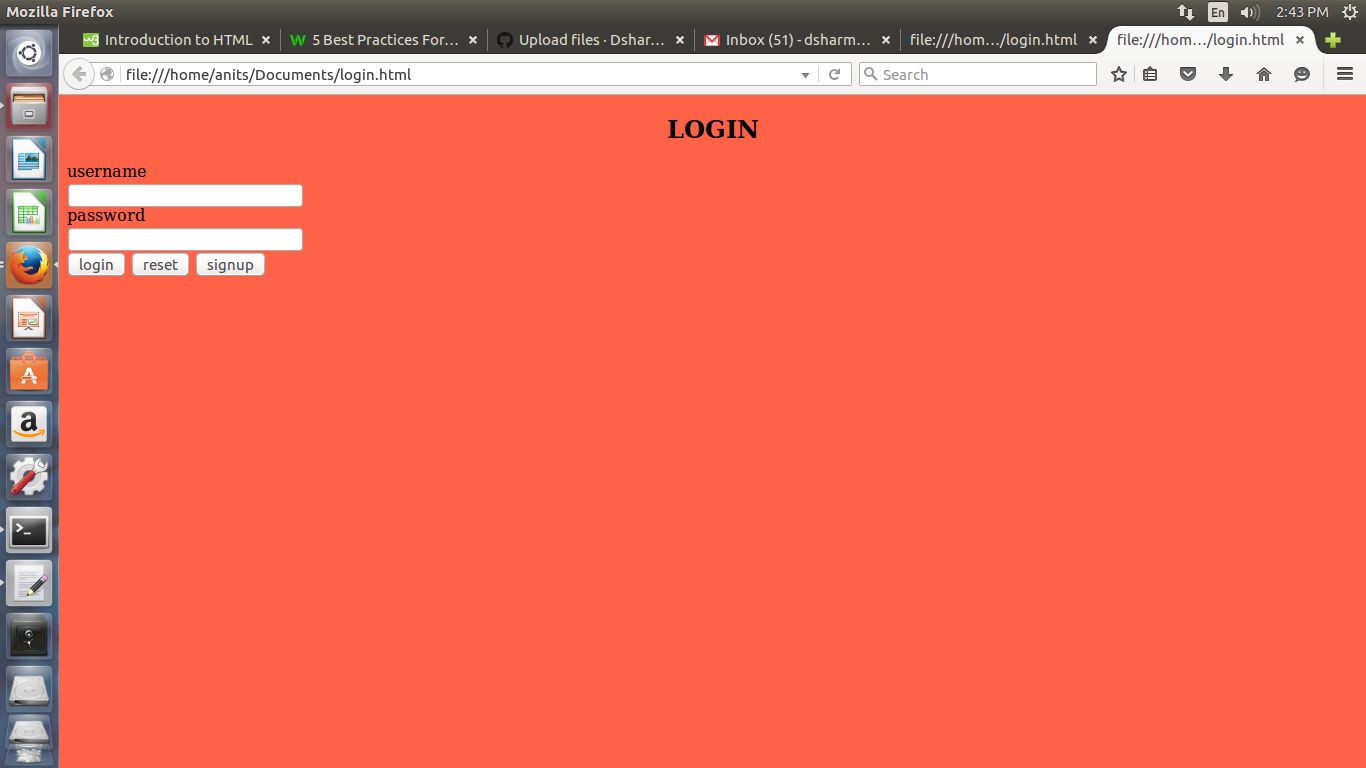 Mozilla Firefox En 2:43 PM
Introduction to HTML 5 Best Practices For... Upload files · Dshar... Inbox (51) - dsharm... file:///hom.../login.html file:///hom.../login.html
file:///home/anits/Documents/login.html Search
LOGIN
username
password
login reset signup